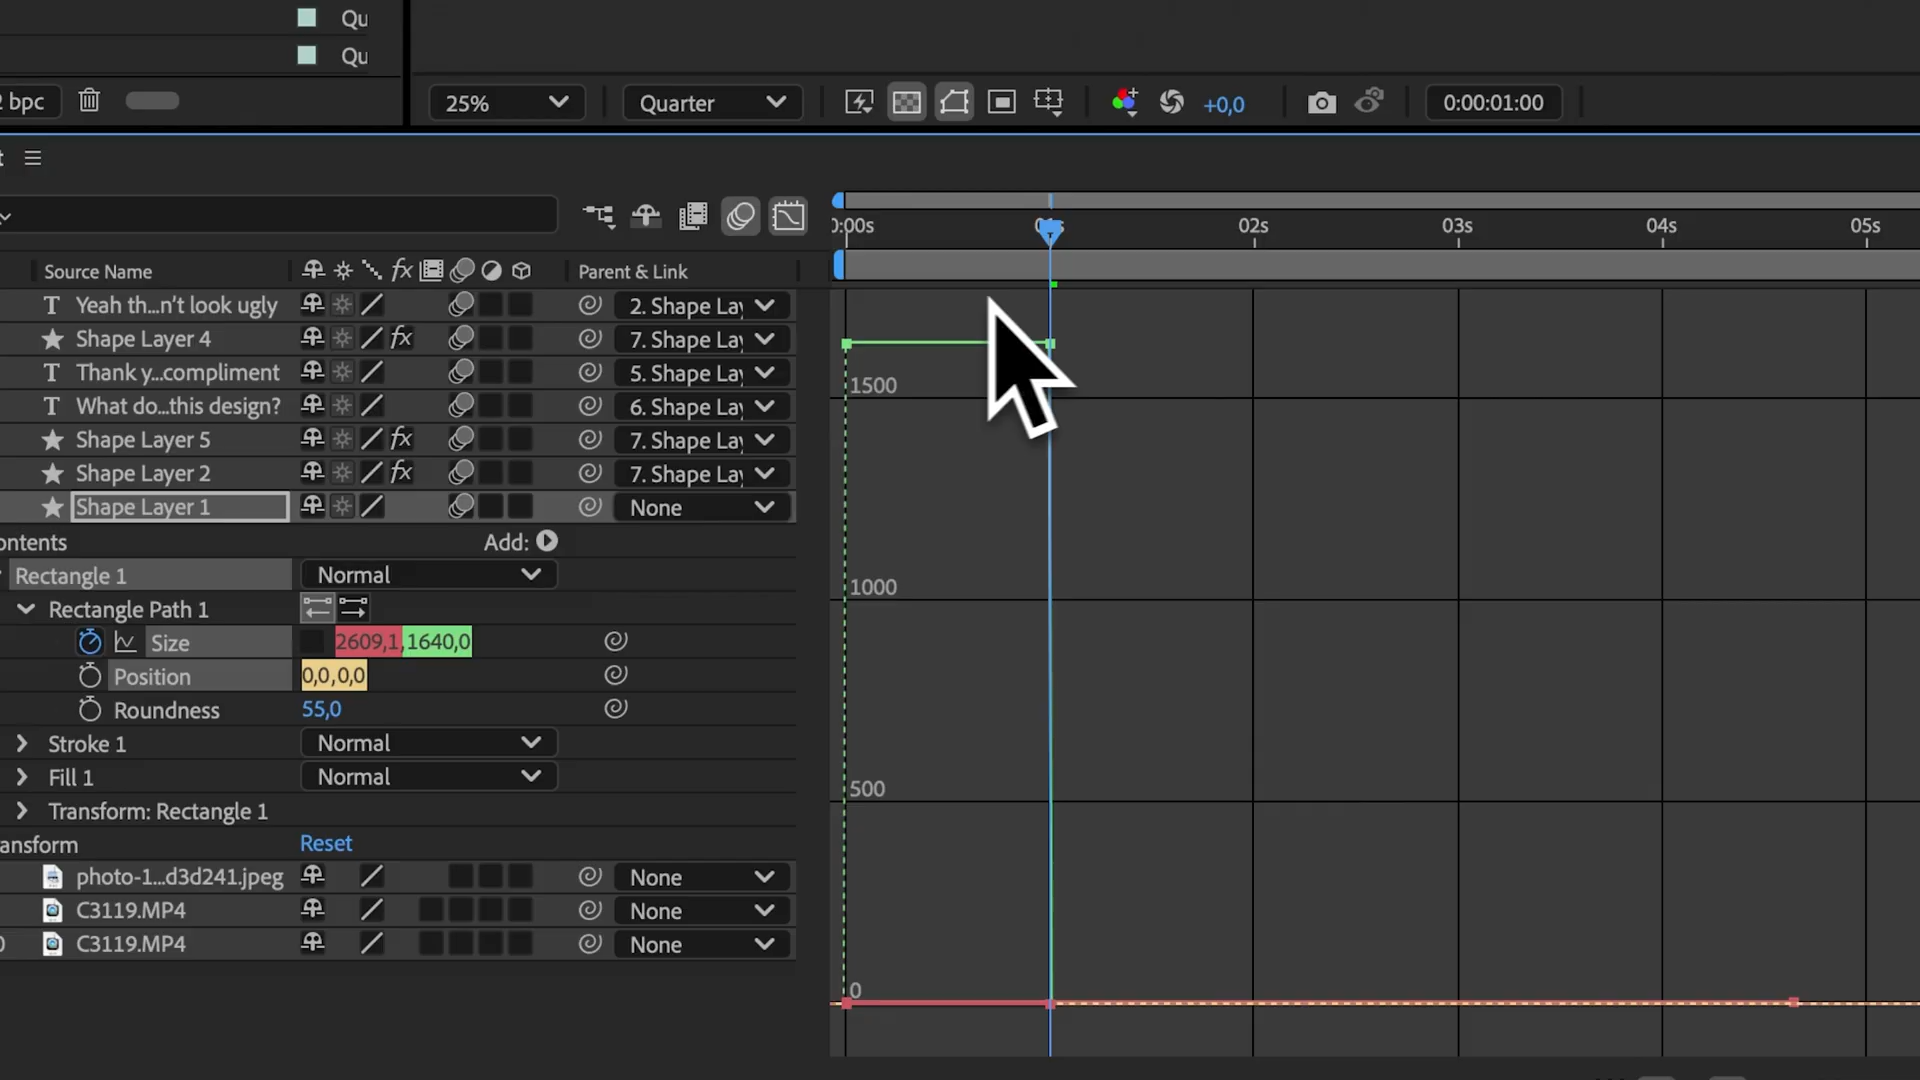 Qu
Qu
2 bpc
25%
Quarter
+0,0
0:00:01:00
0:00s
02s
03s
04s
05s
Source Name
fx
Parent & Link
T Yeah th...n't look ugly
2. Shape Lay
Shape Layer 4
fx
7. Shape Lay
T Thank y...compliment
5. Shape Lay
T What do...this design?
6. Shape Lay
Shape Layer 5
fx
7. Shape Lay
Shape Layer 2
fx
7. Shape Lay
Shape Layer 1
None
ontents
Add:
Rectangle 1
Normal
Rectangle Path 1
Size
2609,1,1640,0
Position
0,0,0,0
Roundness
55,0
Stroke 1
Normal
Fill 1
Normal
Transform: Rectangle 1
ansform
Reset
photo-1...d3d241.jpeg
None
C3119.MP4
None
C3119.MP4
None
1500
1000
500
0